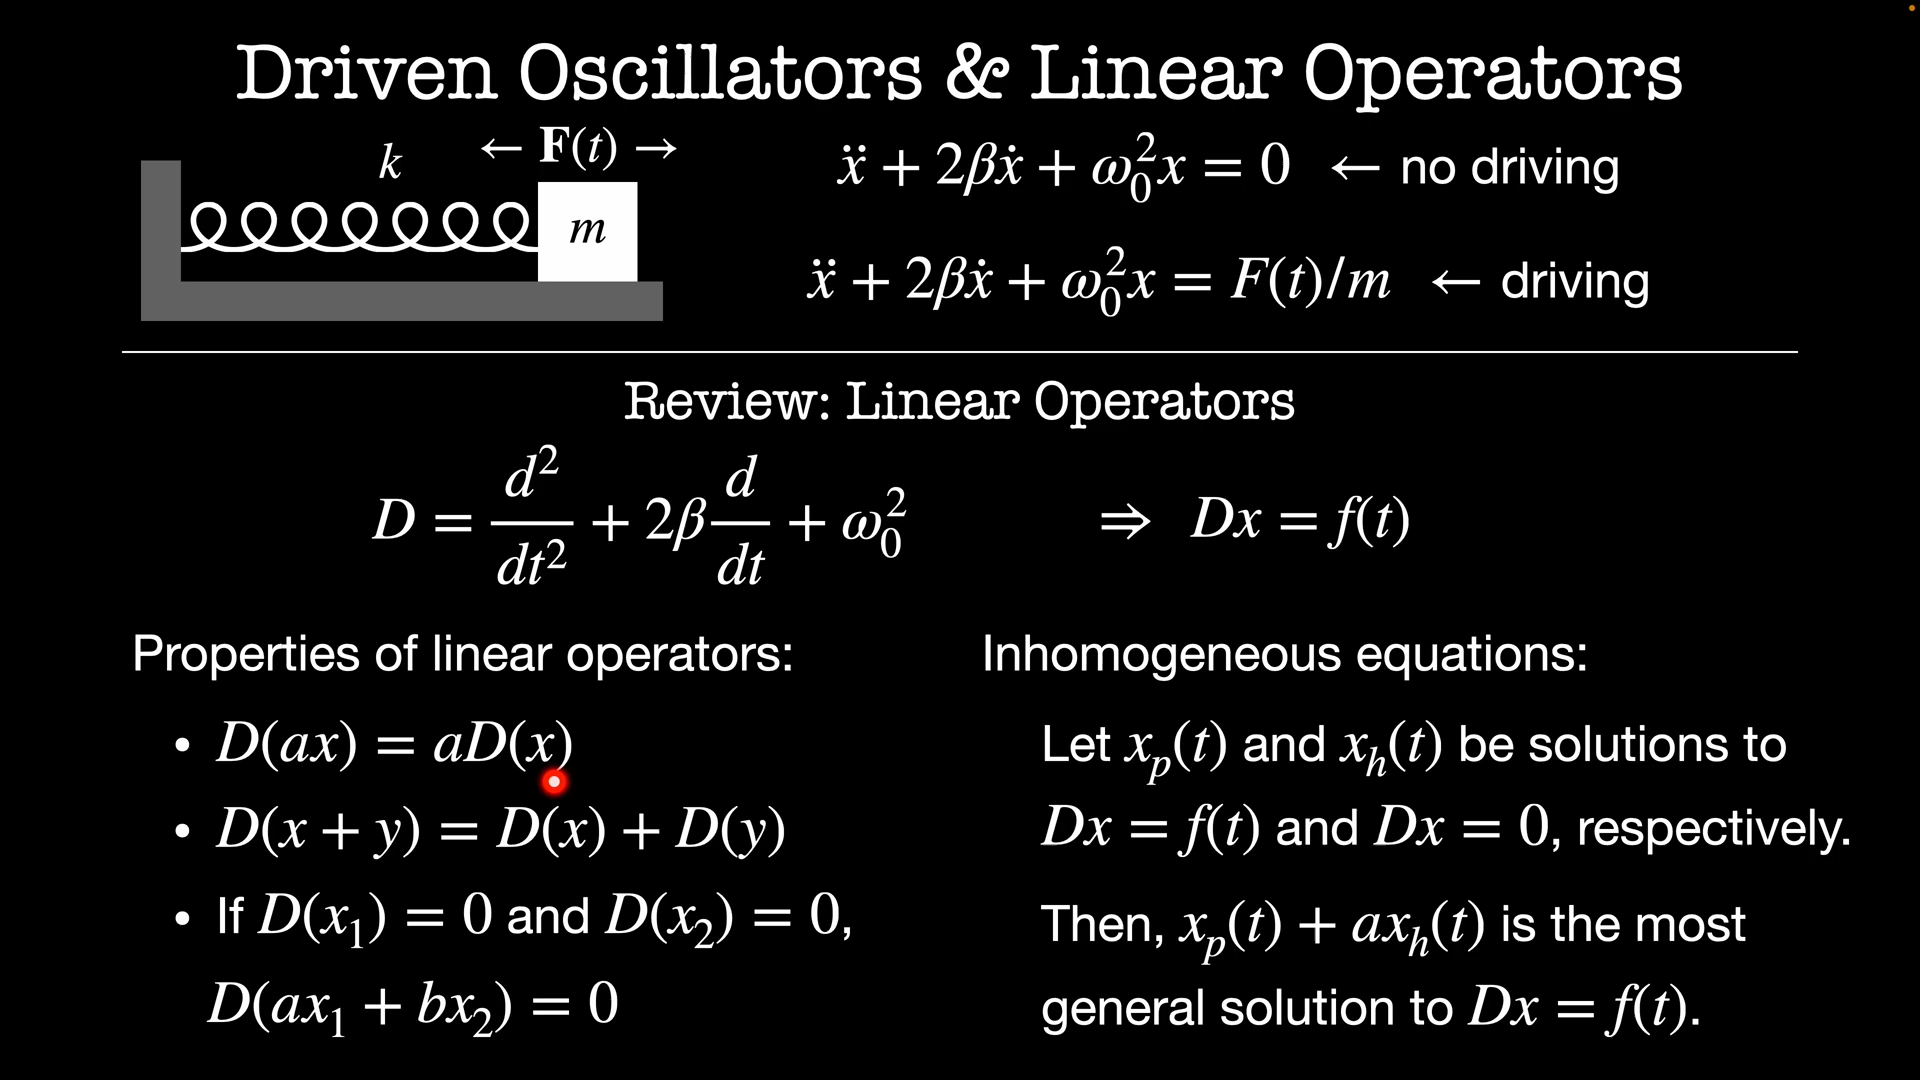 Driven Oscillators & Linear Operators
k
← F(t) →
m
ẍ + 2βẋ + ω₀²x = 0 ← no driving
ẍ + 2βẋ + ω₀²x = F(t)/m ← driving
Review: Linear Operators
D = d²/dt² + 2β d/dt + ω₀² ⇒ Dx = f(t)
Properties of linear operators:
• D(ax) = aD(x)
• D(x + y) = D(x) + D(y)
• If D(x₁) = 0 and D(x₂) = 0,
D(ax₁ + bx₂) = 0
Inhomogeneous equations:
Let xₚ(t) and xₕ(t) be solutions to
Dx = f(t) and Dx = 0, respectively.
Then, xₚ(t) + axₕ(t) is the most
general solution to Dx = f(t).